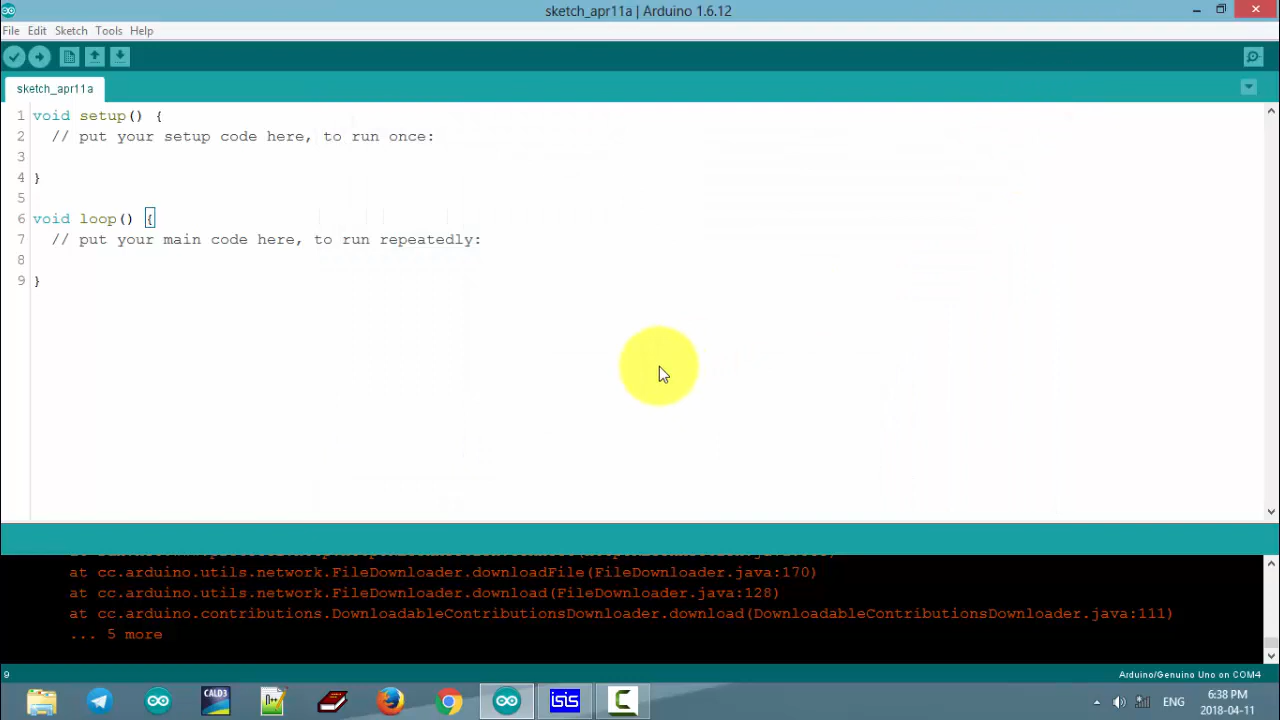 sketch_apr11a | Arduino 1.6.12
File Edit Sketch Tools Help
sketch_apr11a
1 void setup() {
2 // put your setup code here, to run once:
3
4 }
5
6 void loop() {
7 // put your main code here, to run repeatedly:
8
9 }
at cc.arduino.utils.network.FileDownloader.downloadFile(FileDownloader.java:170)
at cc.arduino.utils.network.FileDownloader.download(FileDownloader.java:128)
at cc.arduino.contributions.DownloadableContributionsDownloader.download(DownloadableContributionsDownloader.java:111)
... 5 more
9 Arduino/Genuino Uno on COM4
CALD3 isis ENG 6:38 PM
2018-04-11